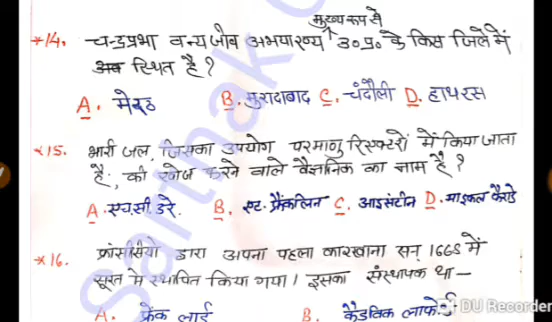 *14. चन्द्रप्रभा वन्यजीव अभयारण्य मुख्य रूप से उ०प्र० के किस जिले में
स्थित है?
A. मेरठ B. मुरादाबाद C. चंदौली D. हाथरस
*15. भारी जल, जिसका उपयोग परमाणु रिएक्टरों में किया जाता
है, की खोज करने वाले वैज्ञानिक का नाम है?
A. एच.सी. डरे. B. फ्रैंकलिन C. आइसंटीन D. माइकल फैराडे
*16. फ्रांसीसियो द्वारा अपना पहला कारखाना सन् 1668 में
सूरत मे स्थापित किया गया। इसका संस्थापक था —
A. फ्रेंक लार्ड B. कैडविक लाफोर्ड
DU Recorder